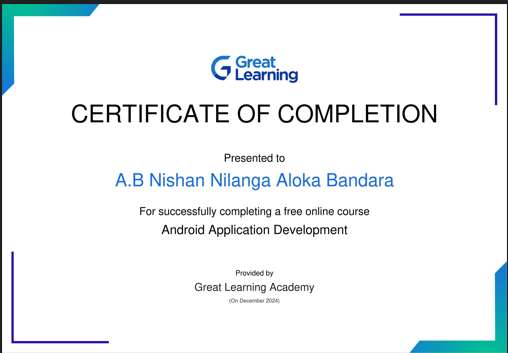 Great
Learning
CERTIFICATE OF COMPLETION
Presented to
A.B Nishan Nilanga Aloka Bandara
For successfully completing a free online course
Android Application Development
Provided by
Great Learning Academy
(On December 2024)